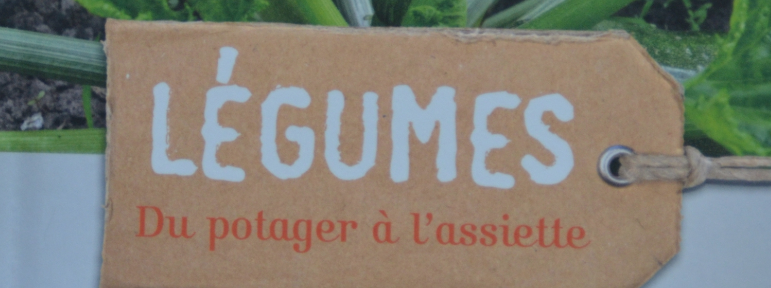 LÉGUMES
Du potager à l'assiette